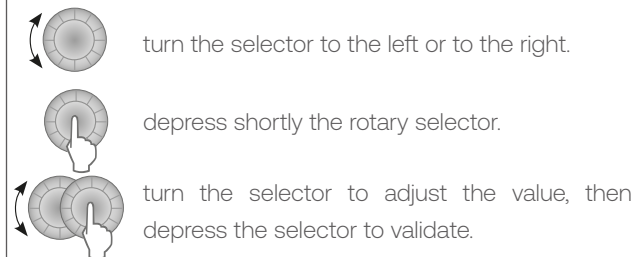 turn the selector to the left or to the right.
depress shortly the rotary selector.
turn the selector to adjust the value, then
depress the selector to validate.